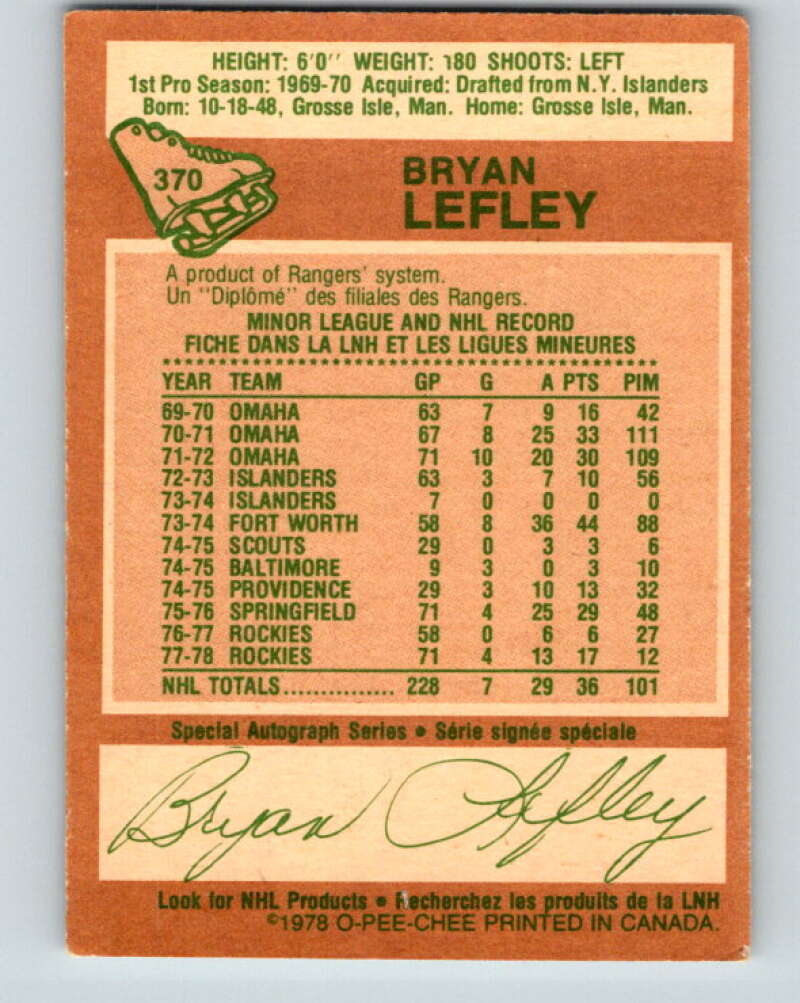 HEIGHT: 6'0'' WEIGHT: 180 SHOOTS: LEFT
1st Pro Season: 1969-70 Acquired: Drafted from N.Y. Islanders
Born: 10-18-48, Grosse Isle, Man. Home: Grosse Isle, Man.
370
BRYAN
LEFLEY
A product of Rangers' system.
Un "Diplômé" des filiales des Rangers.
MINOR LEAGUE AND NHL RECORD
FICHE DANS LA LNH ET LES LIGUES MINEURES
YEAR TEAM GP G A PTS PIM
69-70 OMAHA 63 7 9 16 42
70-71 OMAHA 67 8 25 33 111
71-72 OMAHA 71 10 20 30 109
72-73 ISLANDERS 63 3 7 10 56
73-74 ISLANDERS 7 0 0 0 0
73-74 FORT WORTH 58 8 36 44 88
74-75 SCOUTS 29 0 3 3 6
74-75 BALTIMORE 9 3 0 3 10
74-75 PROVIDENCE 29 3 10 13 32
75-76 SPRINGFIELD 71 4 25 29 48
76-77 ROCKIES 58 0 6 6 27
77-78 ROCKIES 71 4 13 17 12
NHL TOTALS............... 228 7 29 36 101
Special Autograph Series • Série signée spéciale
Bryan Lefley
Look for NHL Products • Recherchez les produits de la LNH
©1978 O-PEE-CHEE PRINTED IN CANADA.